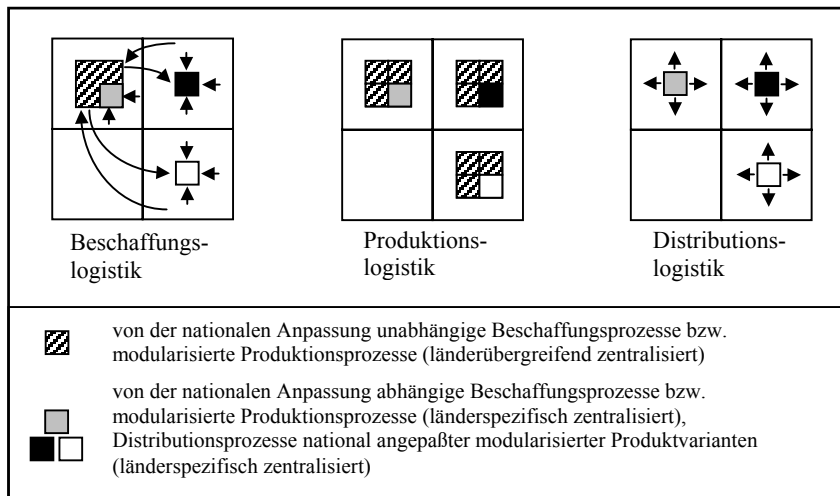 Beschaffungs-
logistik
Produktions-
logistik
Distributions-
logistik
von der nationalen Anpassung unabhängige Beschaffungsprozesse bzw.
modularisierte Produktionsprozesse (länderübergreifend zentralisiert)
von der nationalen Anpassung abhängige Beschaffungsprozesse bzw.
modularisierte Produktionsprozesse (länderspezifisch zentralisiert),
Distributionsprozesse national angepaßter modularisierter Produktvarianten
(länderspezifisch zentralisiert)